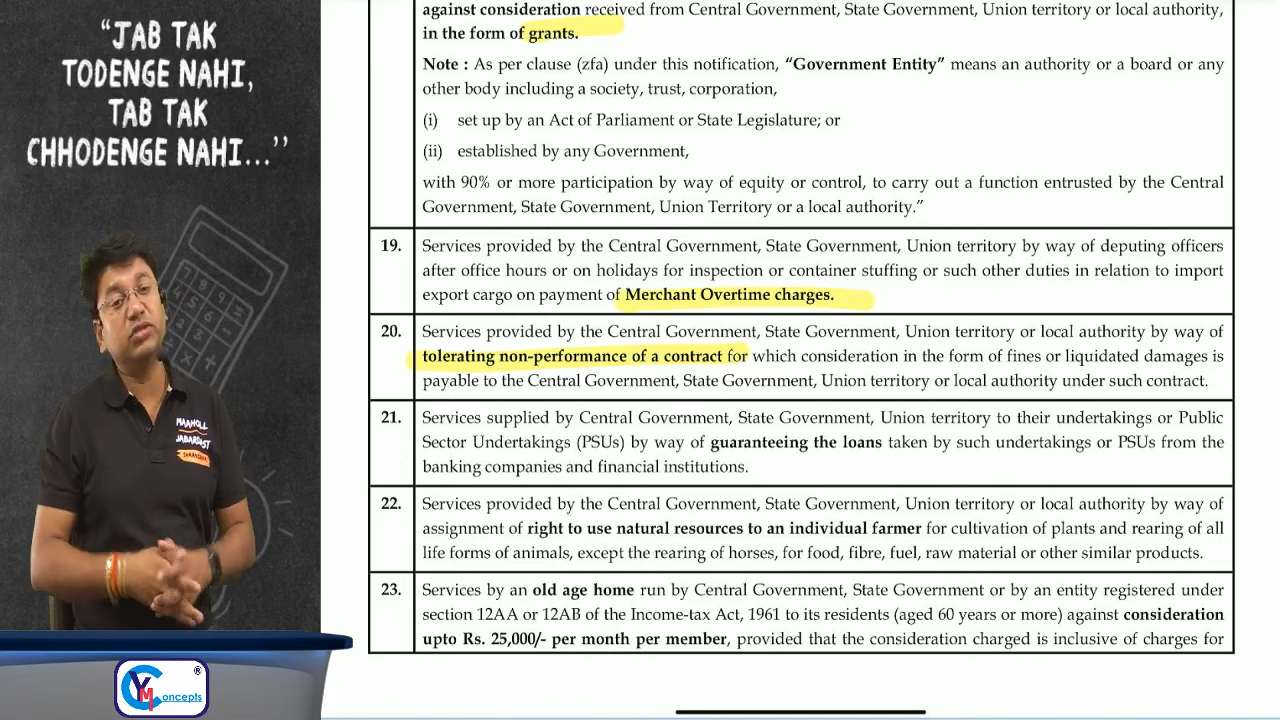 “JAB TAK
TODENGE NAHI,
TAB TAK
CHHODENGE NAHI...’’
MAAHOLL
JABARDAST
CYM Concepts
®
against consideration received from Central Government, State Government, Union territory or local authority,
in the form of grants.
Note : As per clause (zfa) under this notification, “Government Entity” means an authority or a board or any
other body including a society, trust, corporation,
(i) set up by an Act of Parliament or State Legislature; or
(ii) established by any Government,
with 90% or more participation by way of equity or control, to carry out a function entrusted by the Central
Government, State Government, Union Territory or a local authority.”
19. Services provided by the Central Government, State Government, Union territory by way of deputing officers
after office hours or on holidays for inspection or container stuffing or such other duties in relation to import
export cargo on payment of Merchant Overtime charges.
20. Services provided by the Central Government, State Government, Union territory or local authority by way of
tolerating non-performance of a contract for which consideration in the form of fines or liquidated damages is
payable to the Central Government, State Government, Union territory or local authority under such contract.
21. Services supplied by Central Government, State Government, Union territory to their undertakings or Public
Sector Undertakings (PSUs) by way of guaranteeing the loans taken by such undertakings or PSUs from the
banking companies and financial institutions.
22. Services provided by the Central Government, State Government, Union territory or local authority by way of
assignment of right to use natural resources to an individual farmer for cultivation of plants and rearing of all
life forms of animals, except the rearing of horses, for food, fibre, fuel, raw material or other similar products.
23. Services by an old age home run by Central Government, State Government or by an entity registered under
section 12AA or 12AB of the Income-tax Act, 1961 to its residents (aged 60 years or more) against consideration
upto Rs. 25,000/- per month per member, provided that the consideration charged is inclusive of charges for